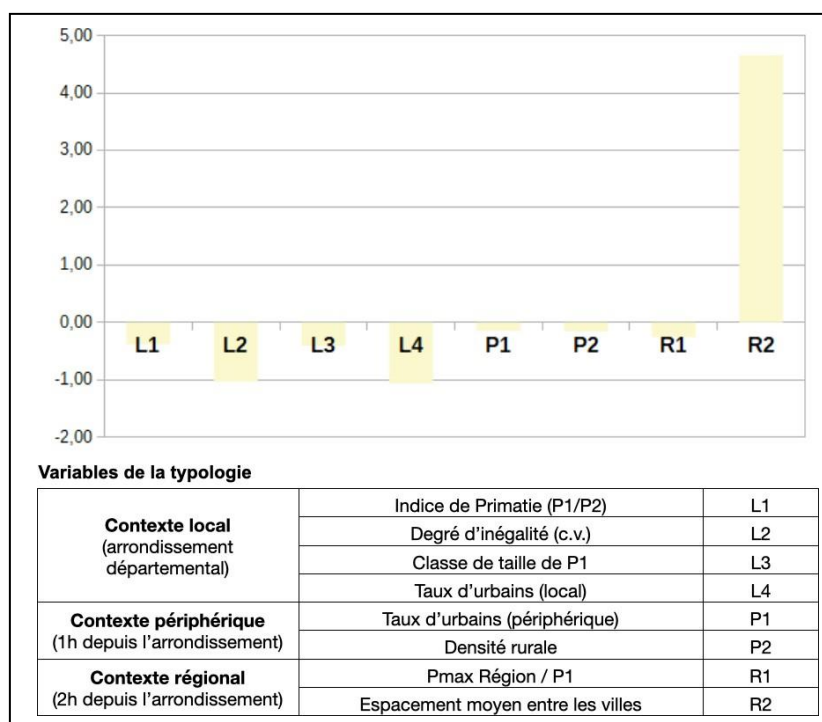 5,00
4,00
3,00
2,00
1,00
0,00
-1,00
-2,00
L1 L2 L3 L4 P1 P2 R1 R2
Variables de la typologie
Contexte local
(arrondissement
départemental)
Indice de Primatie (P1/P2) L1
Degré d'inégalité (c.v.) L2
Classe de taille de P1 L3
Taux d'urbains (local) L4
Contexte périphérique
(1h depuis l'arrondissement)
Taux d'urbains (périphérique) P1
Densité rurale P2
Contexte régional
(2h depuis l'arrondissement)
Pmax Région / P1 R1
Espacement moyen entre les villes R2